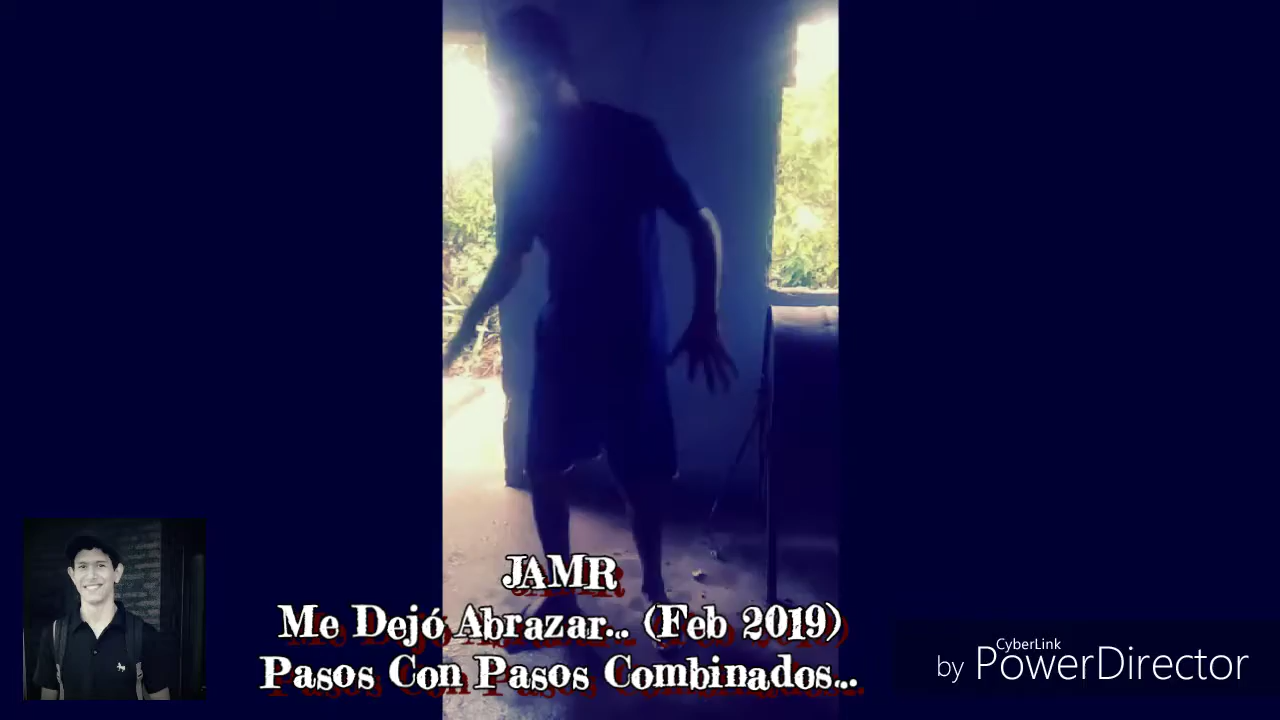 JAMR
Me Dejó Abrazar.. (Feb 2019)
Pasos Con Pasos Combinados...
CyberLink
by PowerDirector